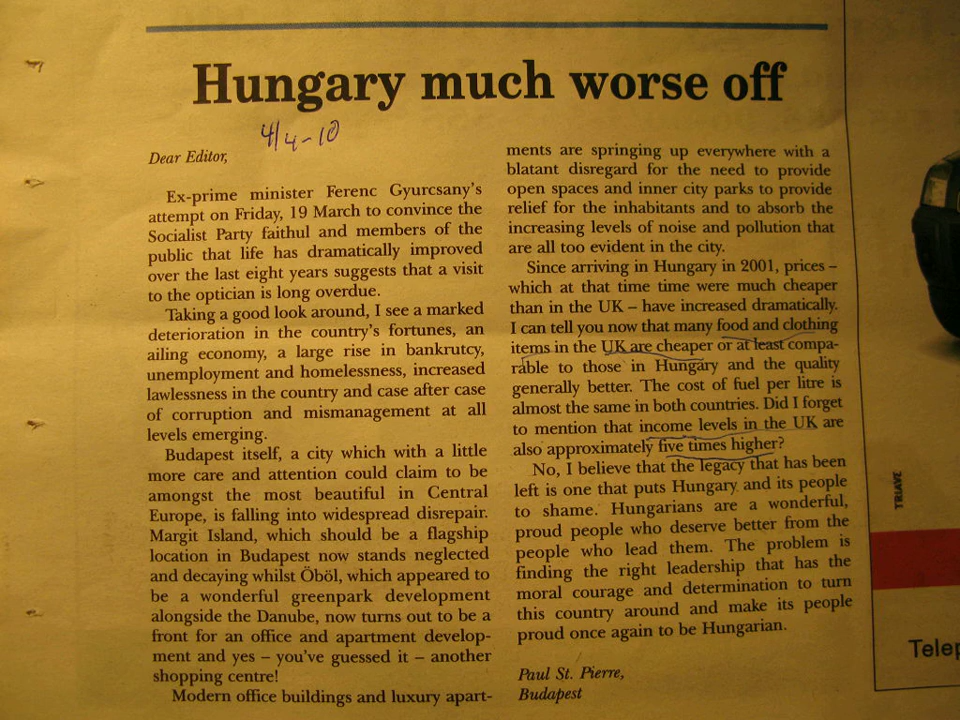 Hungary much worse off
4/4-10
Dear Editor,
Ex-prime minister Ferenc Gyurcsany's
attempt on Friday, 19 March to convince the
Socialist Party faithul and members of the
public that life has dramatically improved
over the last eight years suggests that a visit
to the optician is long overdue.
Taking a good look around, I see a marked
deterioration in the country's fortunes, an
ailing economy, a large rise in bankrutcy,
unemployment and homelessness, increased
lawlessness in the country and case after case
of corruption and mismanagement at all
levels emerging.
Budapest itself, a city which with a little
more care and attention could claim to be
amongst the most beautiful in Central
Europe, is falling into widespread disrepair.
Margit Island, which should be a flagship
location in Budapest now stands neglected
and decaying whilst Öböl, which appeared to
be a wonderful greenpark development
alongside the Danube, now turns out to be a
front for an office and apartment develop-
ment and yes – you've guessed it – another
shopping centre!
Modern office buildings and luxury apart-
ments are springing up everywhere with a
blatant disregard for the need to provide
open spaces and inner city parks to provide
relief for the inhabitants and to absorb the
increasing levels of noise and pollution that
are all too evident in the city.
Since arriving in Hungary in 2001, prices –
which at that time time were much cheaper
than in the UK – have increased dramatically.
I can tell you now that many food and clothing
items in the UK are cheaper or at least compa-
rable to those in Hungary and the quality
generally better. The cost of fuel per litre is
almost the same in both countries. Did I forget
to mention that income levels in the UK are
also approximately five times higher?
No, I believe that the legacy that has been
left is one that puts Hungary and its people
to shame. Hungarians are a wonderful,
proud people who deserve better from the
people who lead them. The problem is
finding the right leadership that has the
moral courage and determination to turn
this country around and make its people
proud once again to be Hungarian.
Paul St. Pierre,
Budapest
TRIAVE
Telep